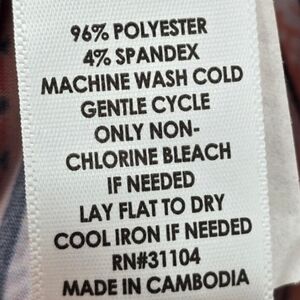 96% POLYESTER
4% SPANDEX
MACHINE WASH COLD
GENTLE CYCLE
ONLY NON-
CHLORINE BLEACH
IF NEEDED
LAY FLAT TO DRY
COOL IRON IF NEEDED
RN#31104
MADE IN CAMBODIA